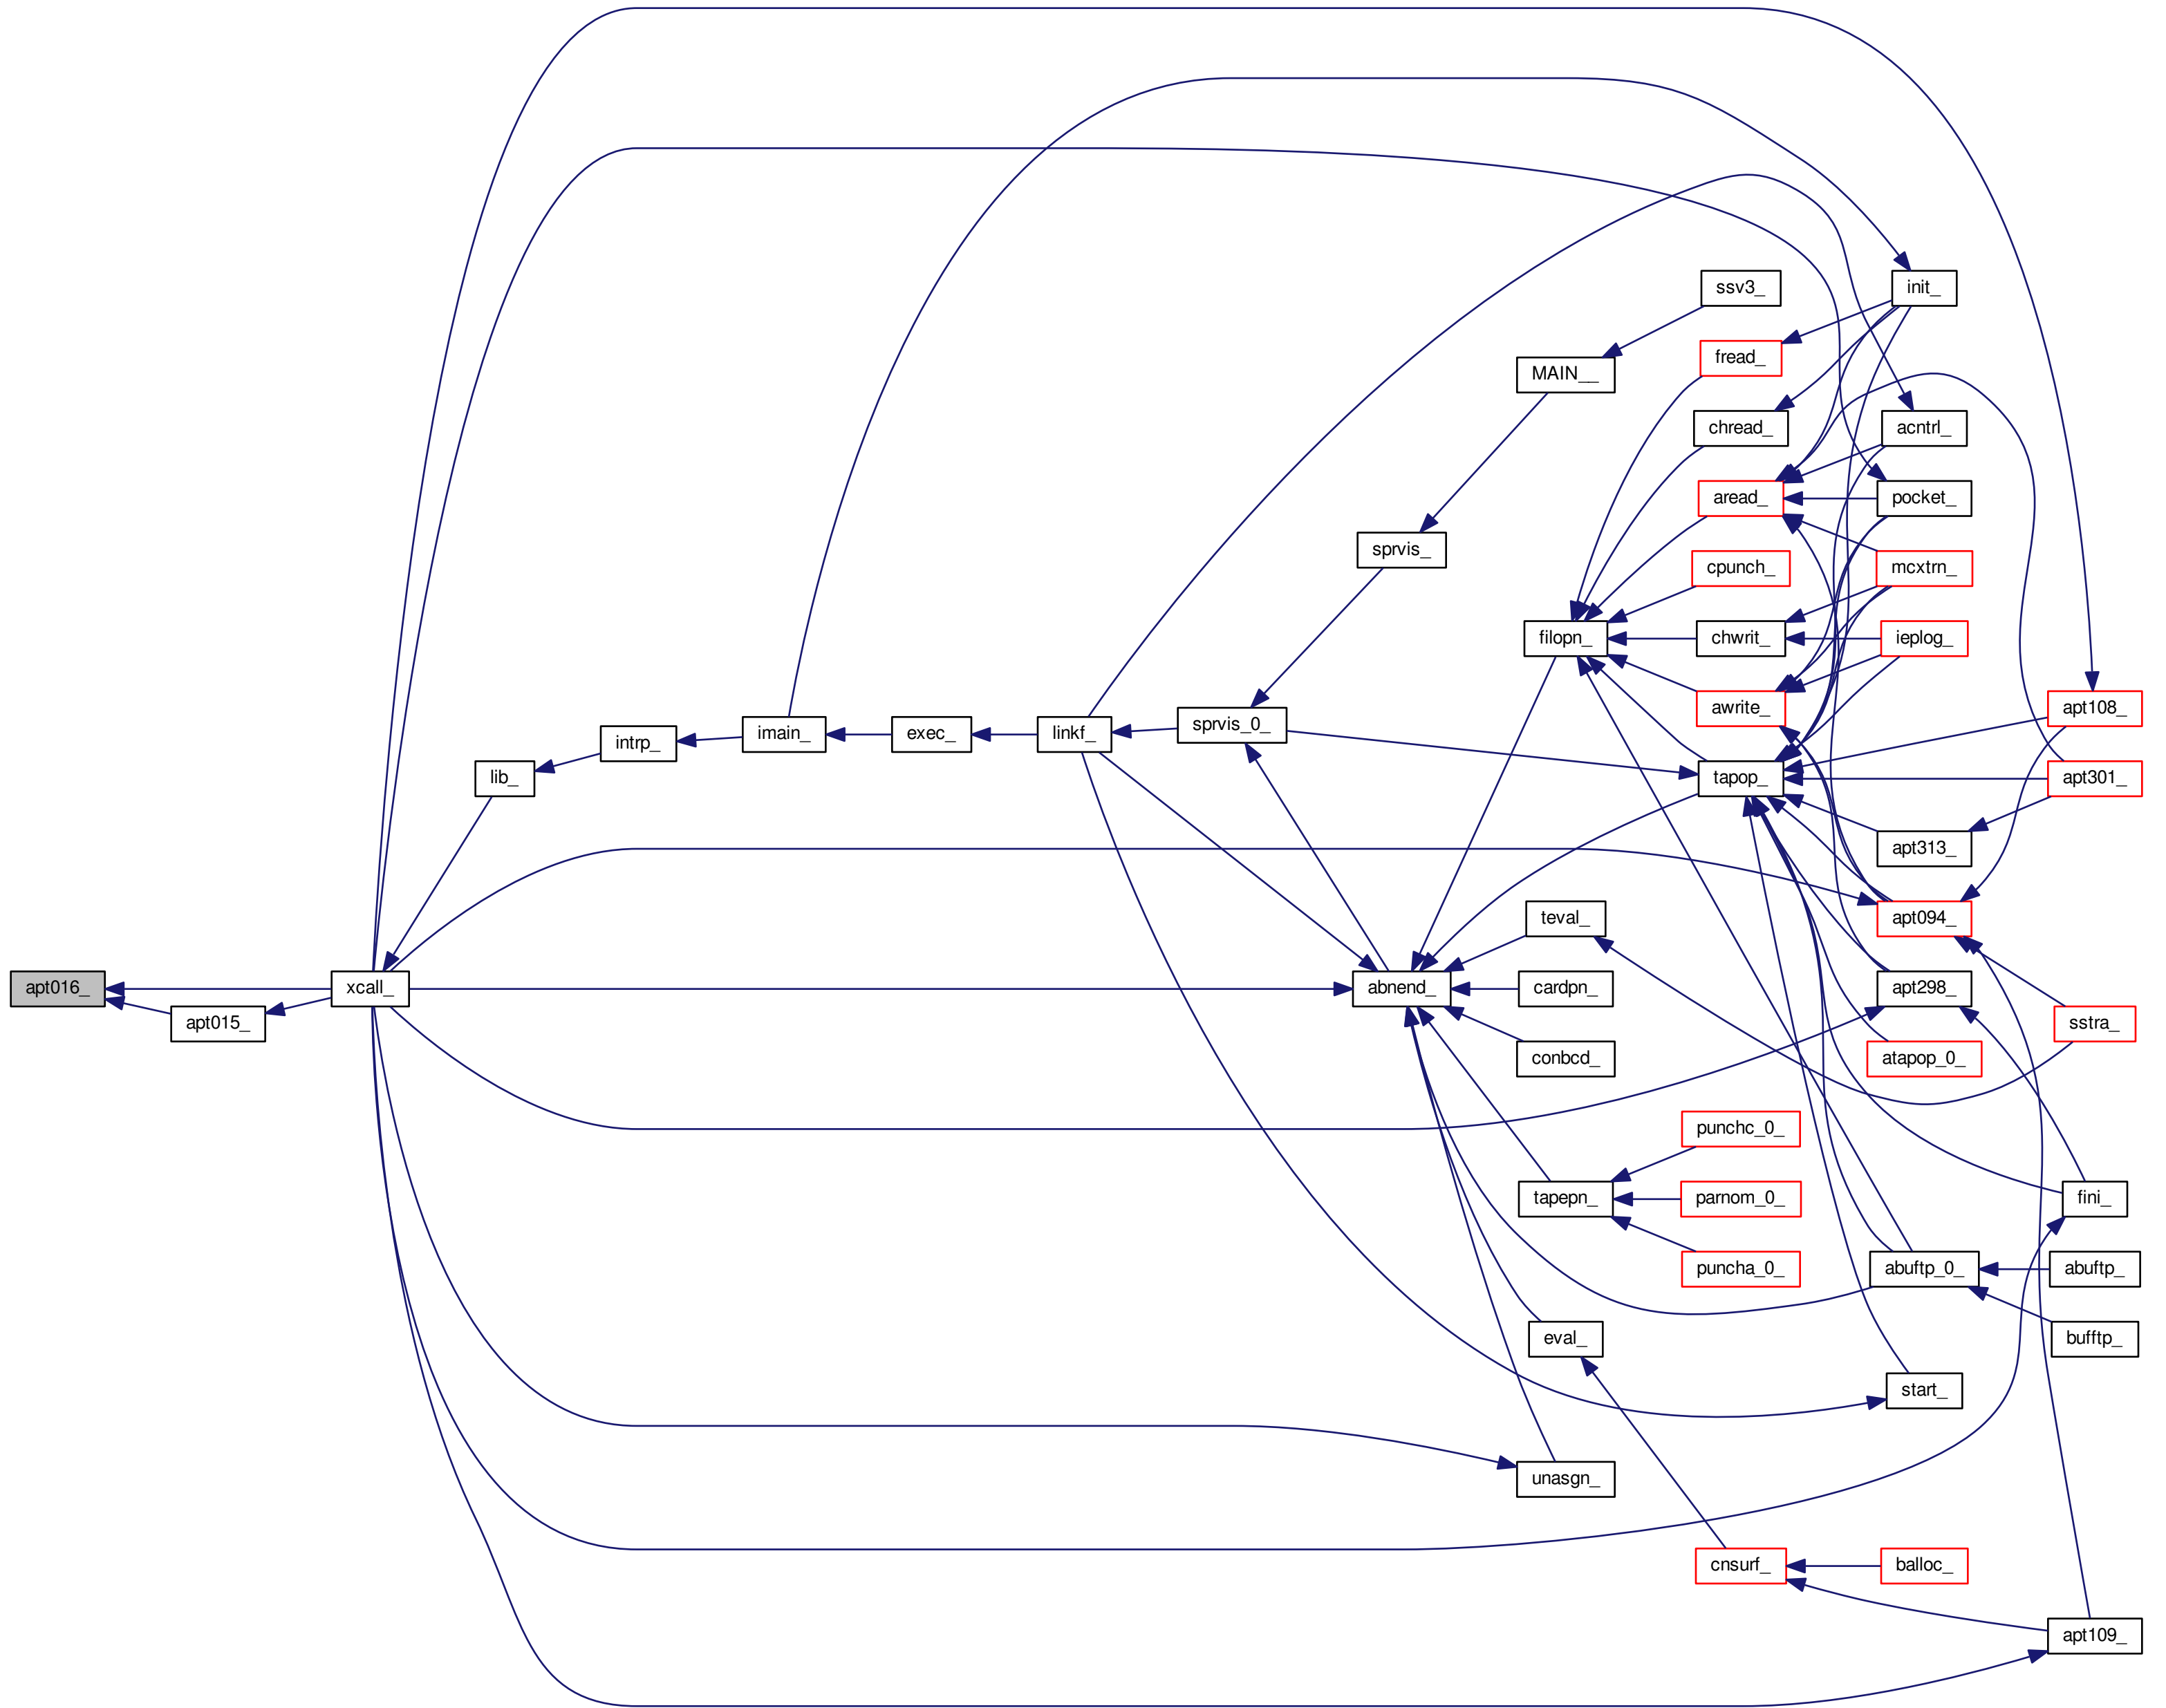 apt016_
apt015_
xcall_
lib_
intrp_
imain_
exec_
linkf_
sprvis_0_
sprvis_
MAIN__
ssv3_
abnend_
filopn_
fread_
chread_
aread_
cpunch_
chwrit_
awrite_
tapop_
init_
acntrl_
pocket_
mcxtrn_
ieplog_
apt108_
apt301_
apt313_
apt094_
apt298_
sstra_
atapop_0_
teval_
cardpn_
conbcd_
tapepn_
punchc_0_
parnom_0_
puncha_0_
fini_
abuftp_0_
abuftp_
bufftp_
eval_
start_
unasgn_
cnsurf_
balloc_
apt109_